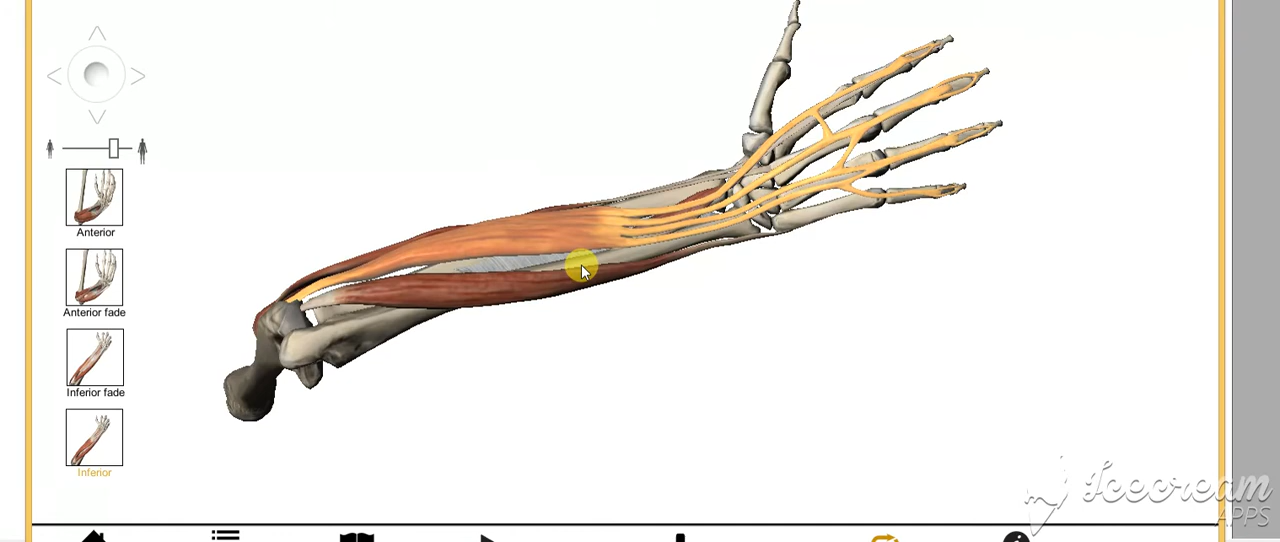 Anterior
Anterior fade
Inferior fade
Inferior
Icecream
APPS